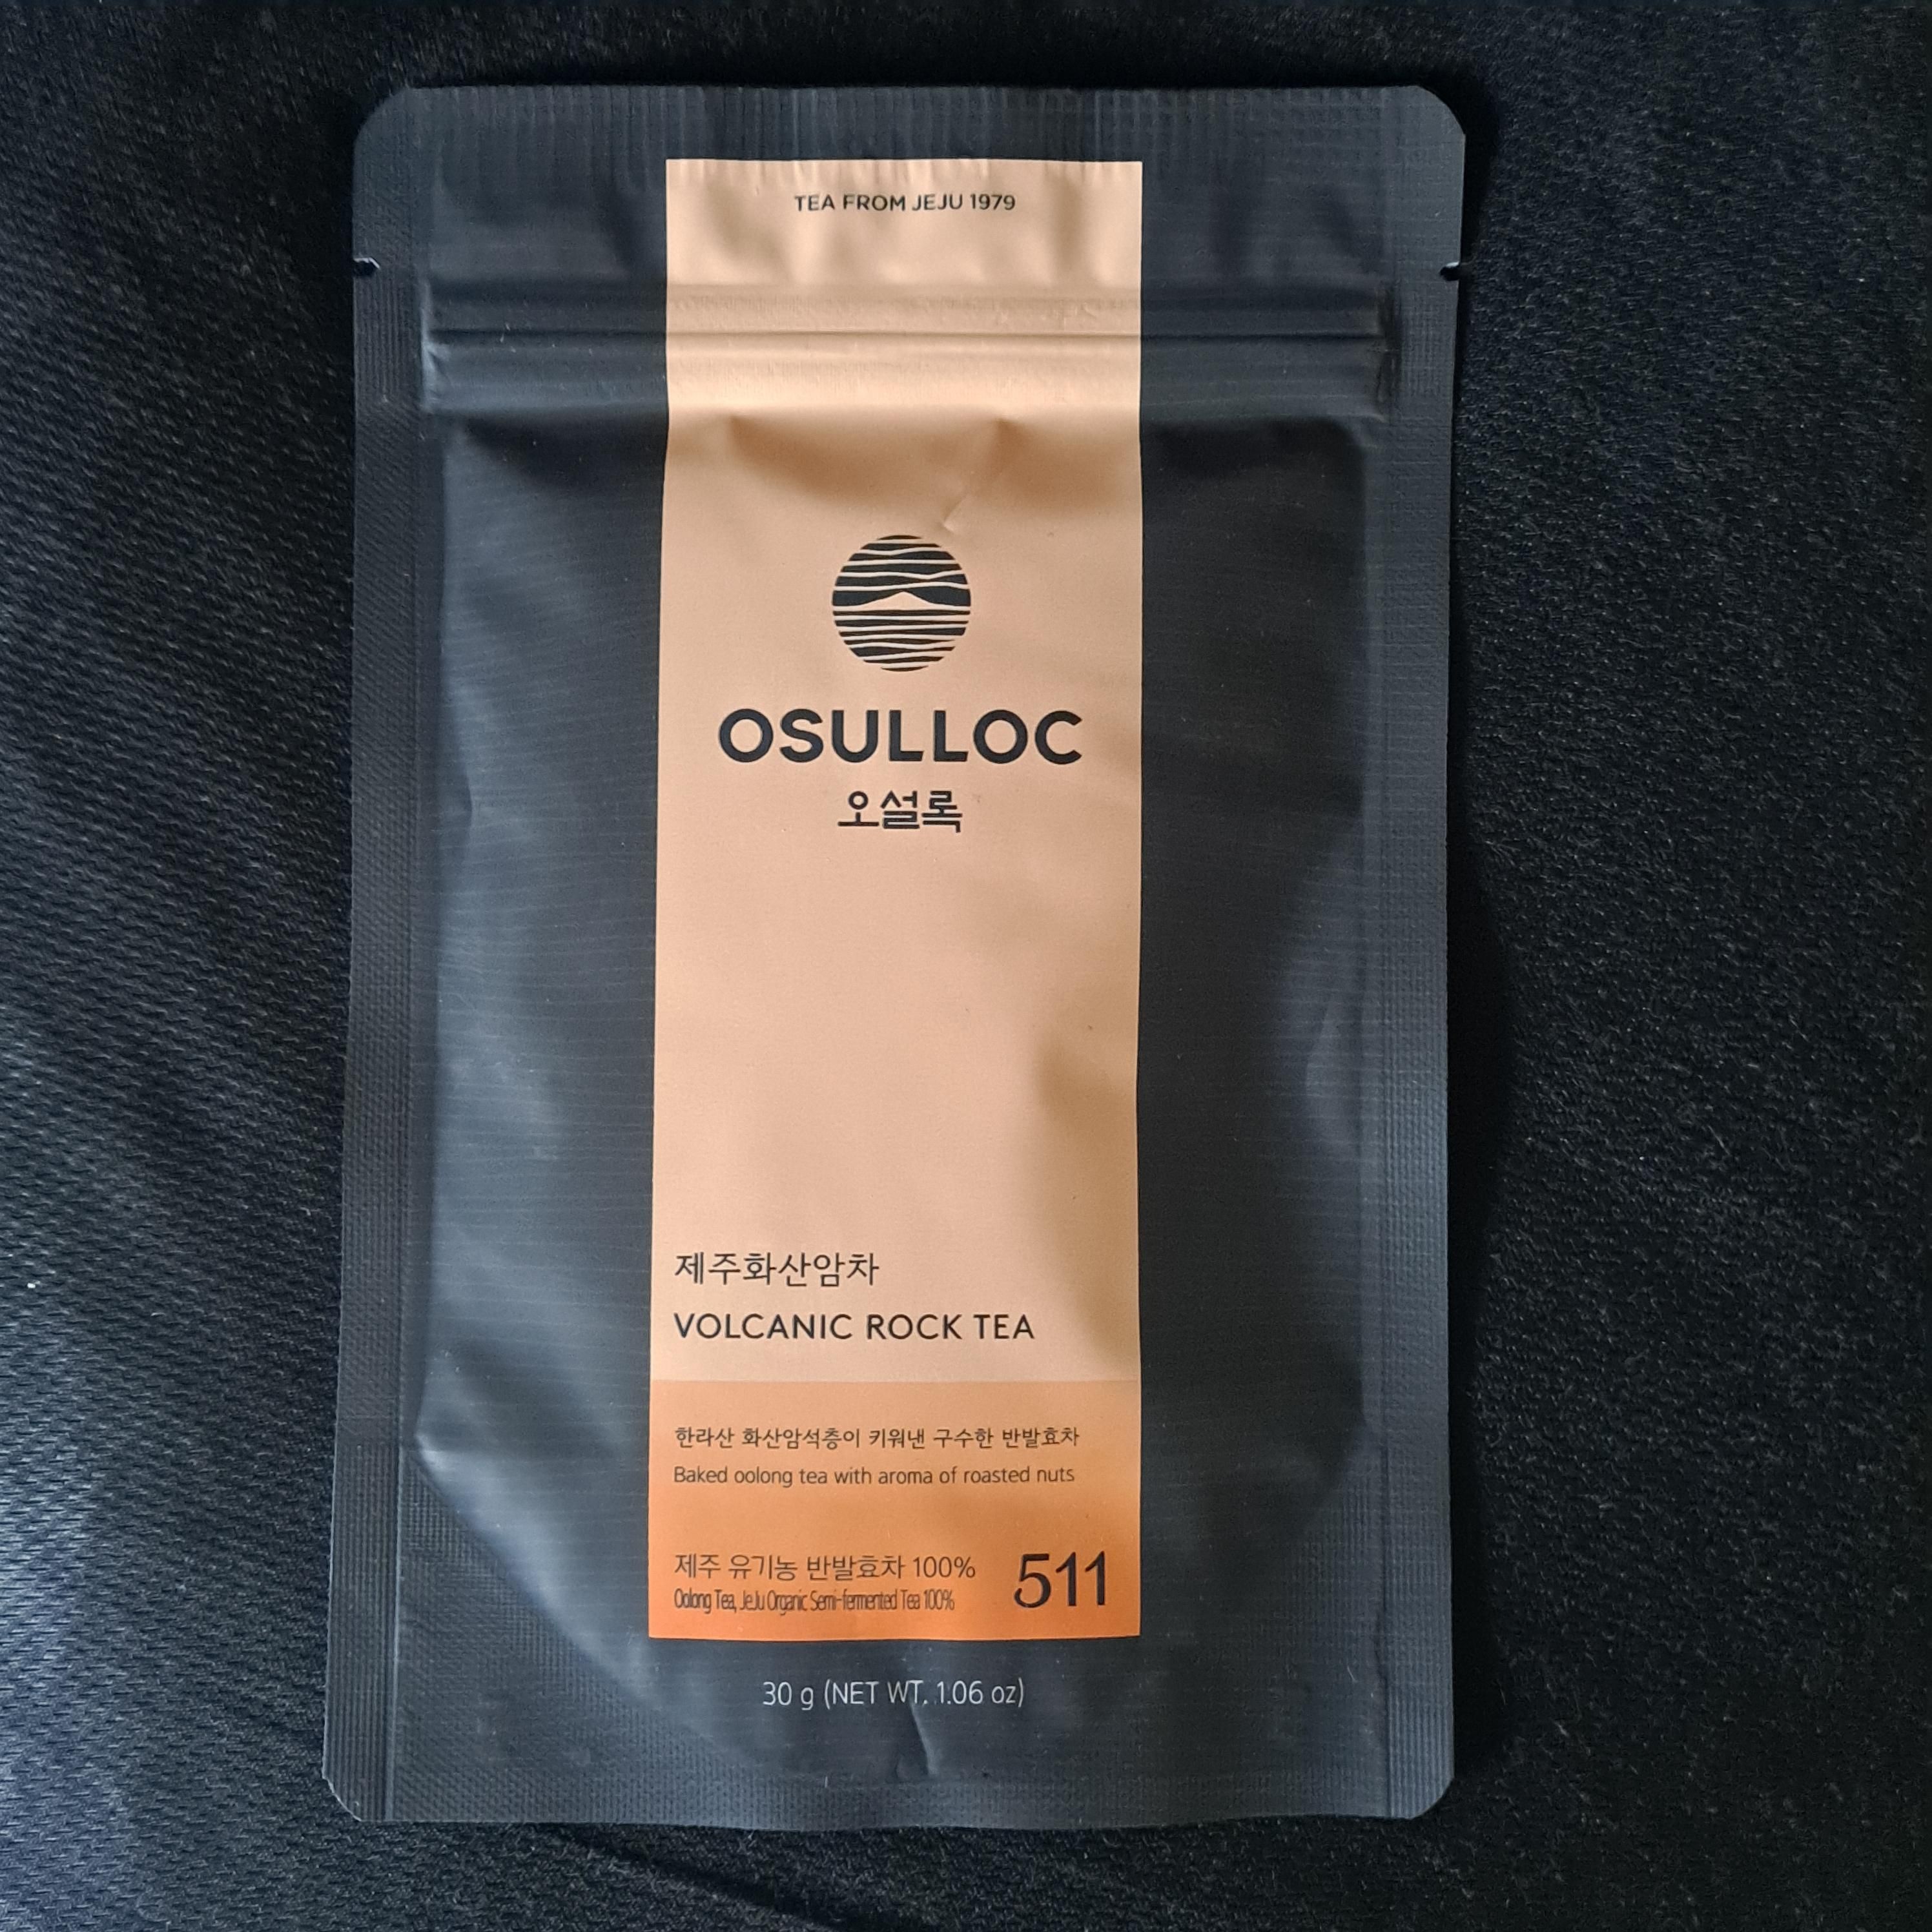 TEA FROM JEJU 1979
OSULLOC
오설록
제주화산암차
VOLCANIC ROCK TEA
한라산 화산암석층이 키워낸 구수한 반발효차
Baked oolong tea with aroma of roasted nuts
제주 유기농 반발효차 100%
Oolong Tea, JeJu Organic Semi-fermented Tea 100%
511
30 g (NET WT. 1.06 oz)